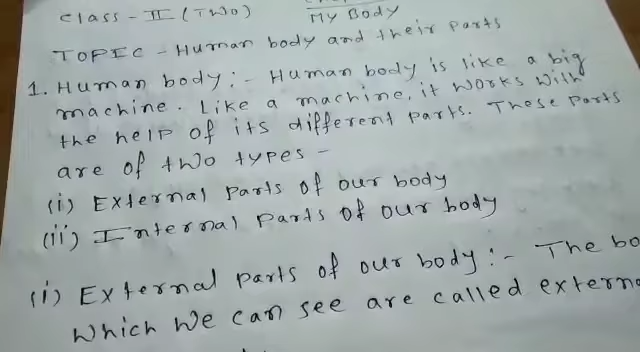 Class - II (Two)
My Body
TOPIC - Human body and their parts
1. Human body :- Human body is like a big
machine. Like a machine, it works with
the help of its different parts. These parts
are of two types -
(i) External parts of our body
(ii) Internal parts of our body
(i) External parts of our body :- The bo
which we can see are called externa